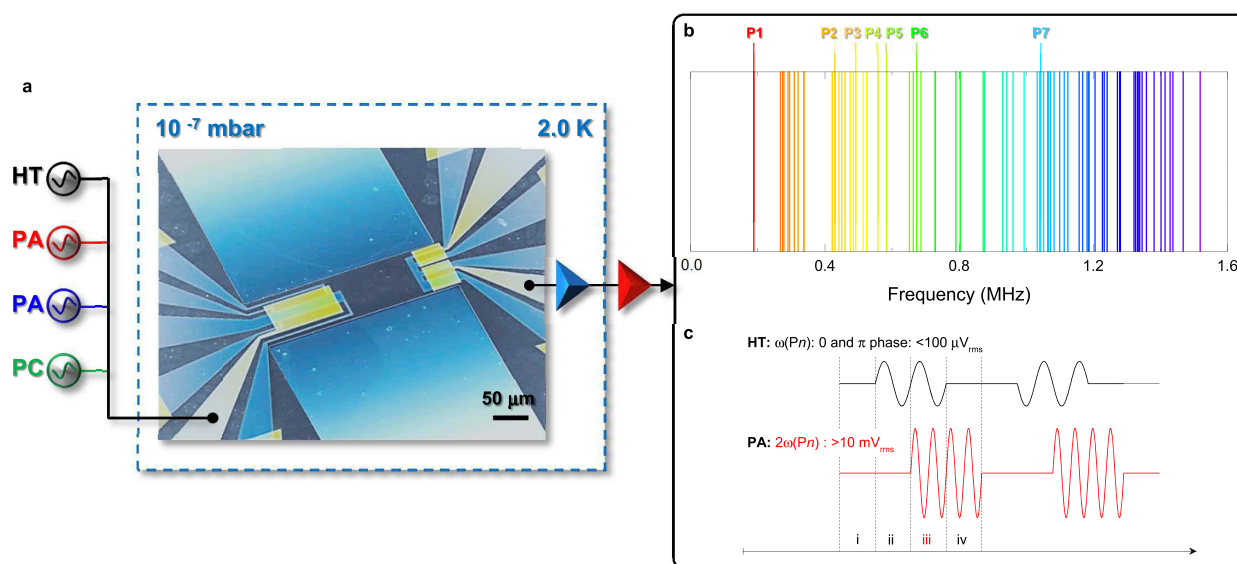 a
10 -7 mbar
2.0 K
HT
PA
PA
PC
50 μm
b
P1 P2 P3 P4 P5 P6 P7
0.0 0.4 0.8 1.2 1.6
Frequency (MHz)
c
HT: ω(Pn): 0 and π phase: <100 μVrms
PA: 2ω(Pn) : >10 mVrms
i ii iii iv